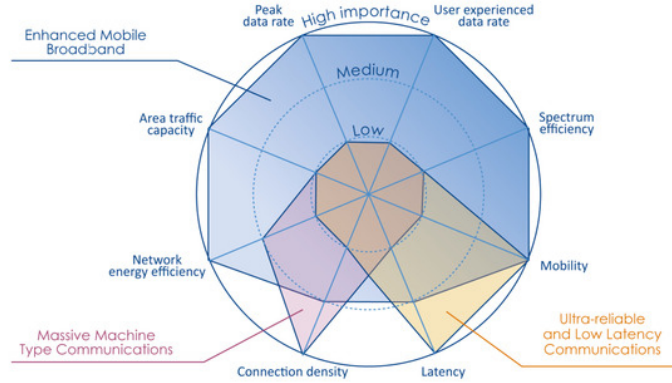 Peak
data rate
High importance
User experienced
data rate
Enhanced Mobile
Broadband
Medium
Area traffic
capacity
Low
Spectrum
efficiency
Network
energy efficiency
Mobility
Massive Machine
Type Communications
Ultra-reliable
and Low Latency
Communications
Connection density
Latency